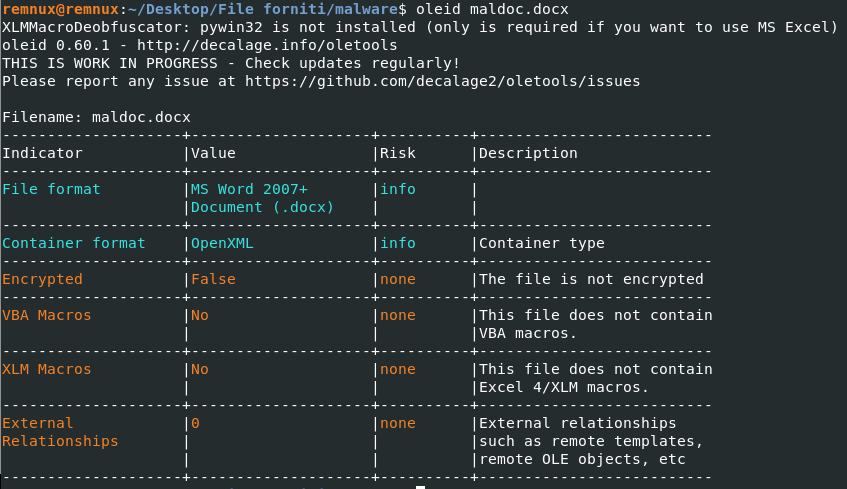 remnux@remnux:~/Desktop/File forniti/malware$ oleid maldoc.docx
XLMMacroDeobfuscator: pywin32 is not installed (only is required if you want to use MS Excel)
oleid 0.60.1 - http://decalage.info/oletools
THIS IS WORK IN PROGRESS - Check updates regularly!
Please report any issue at https://github.com/decalage2/oletools/issues

Filename: maldoc.docx
--------------------+--------------------+----------+--------------------------
Indicator           |Value               |Risk      |Description
--------------------+--------------------+----------+--------------------------
File format         |MS Word 2007+       |info      |
                    |Document (.docx)    |          |
--------------------+--------------------+----------+--------------------------
Container format    |OpenXML             |info      |Container type
--------------------+--------------------+----------+--------------------------
Encrypted           |False               |none      |The file is not encrypted
--------------------+--------------------+----------+--------------------------
VBA Macros          |No                  |none      |This file does not contain
                    |                    |          |VBA macros.
--------------------+--------------------+----------+--------------------------
XLM Macros          |No                  |none      |This file does not contain
                    |                    |          |Excel 4/XLM macros.
--------------------+--------------------+----------+--------------------------
External            |0                   |none      |External relationships
Relationships       |                    |          |such as remote templates,
                    |                    |          |remote OLE objects, etc
--------------------+--------------------+----------+--------------------------